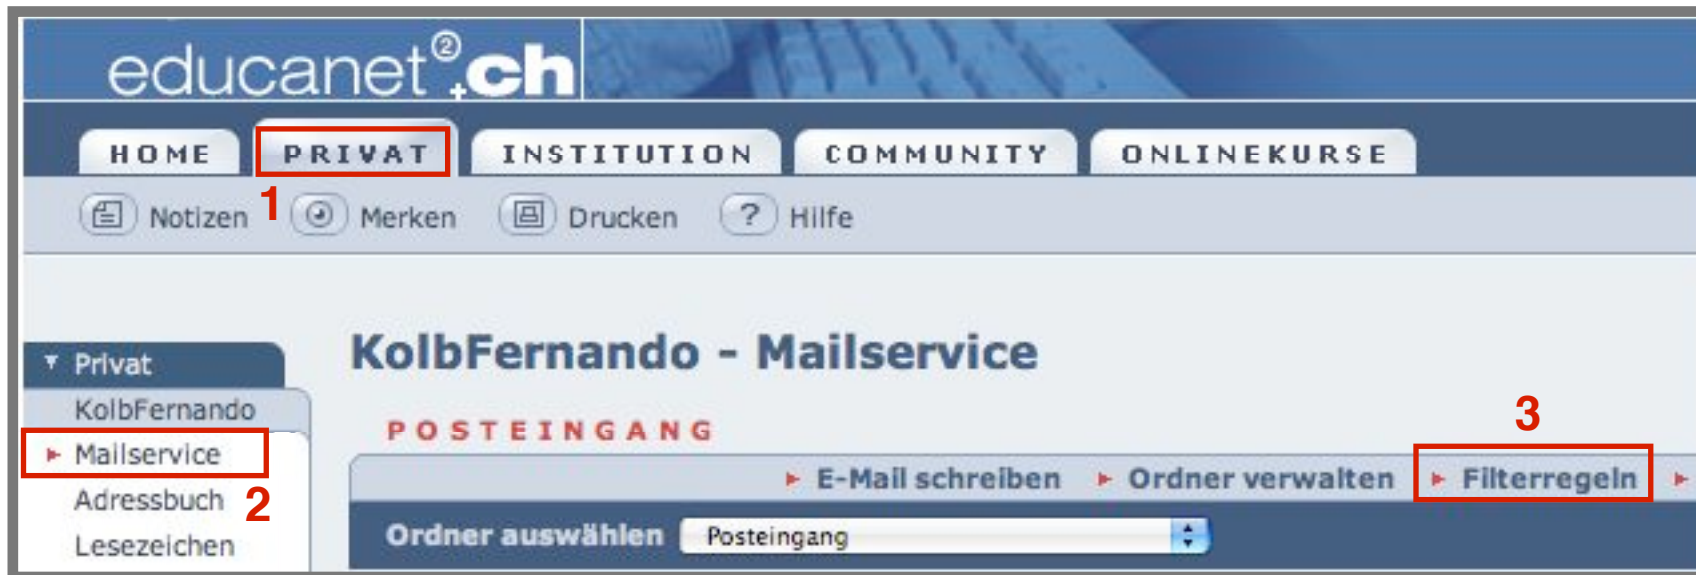 educanet②.ch
HOME PRIVAT INSTITUTION COMMUNITY ONLINEKURSE
1
Notizen Merken Drucken ? Hilfe
KolbFernando - Mailservice
Privat
KolbFernando
POSTEINGANG
3
Mailservice
E-Mail schreiben Ordner verwalten Filterregeln
Adressbuch
2
Ordner auswählen Posteingang
Lesezeichen